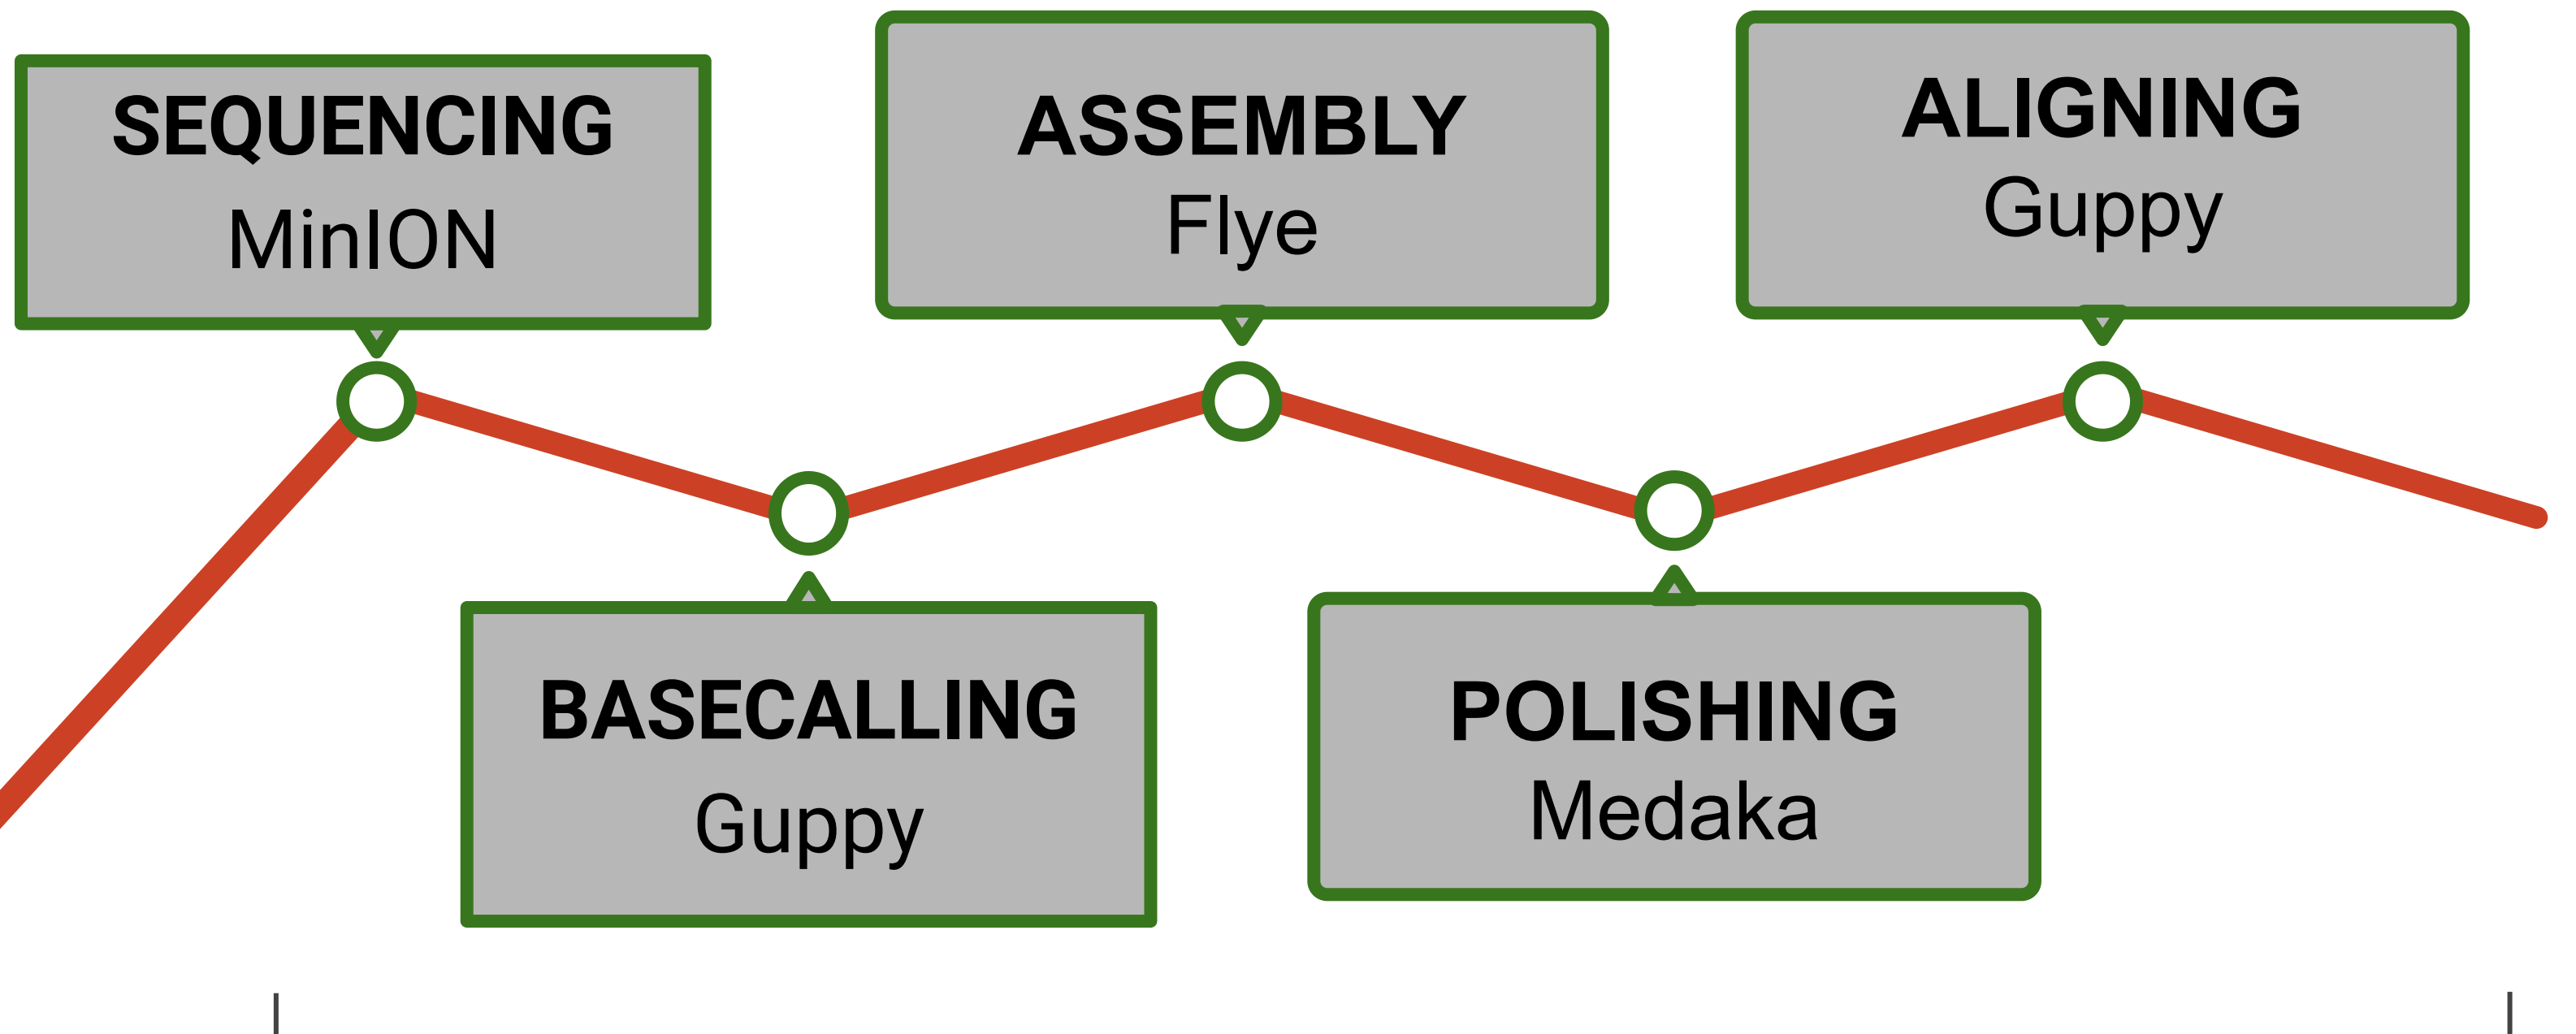 SEQUENCING
MinION
BASECALLING
Guppy
ASSEMBLY
Flye
POLISHING
Medaka
ALIGNING
Guppy